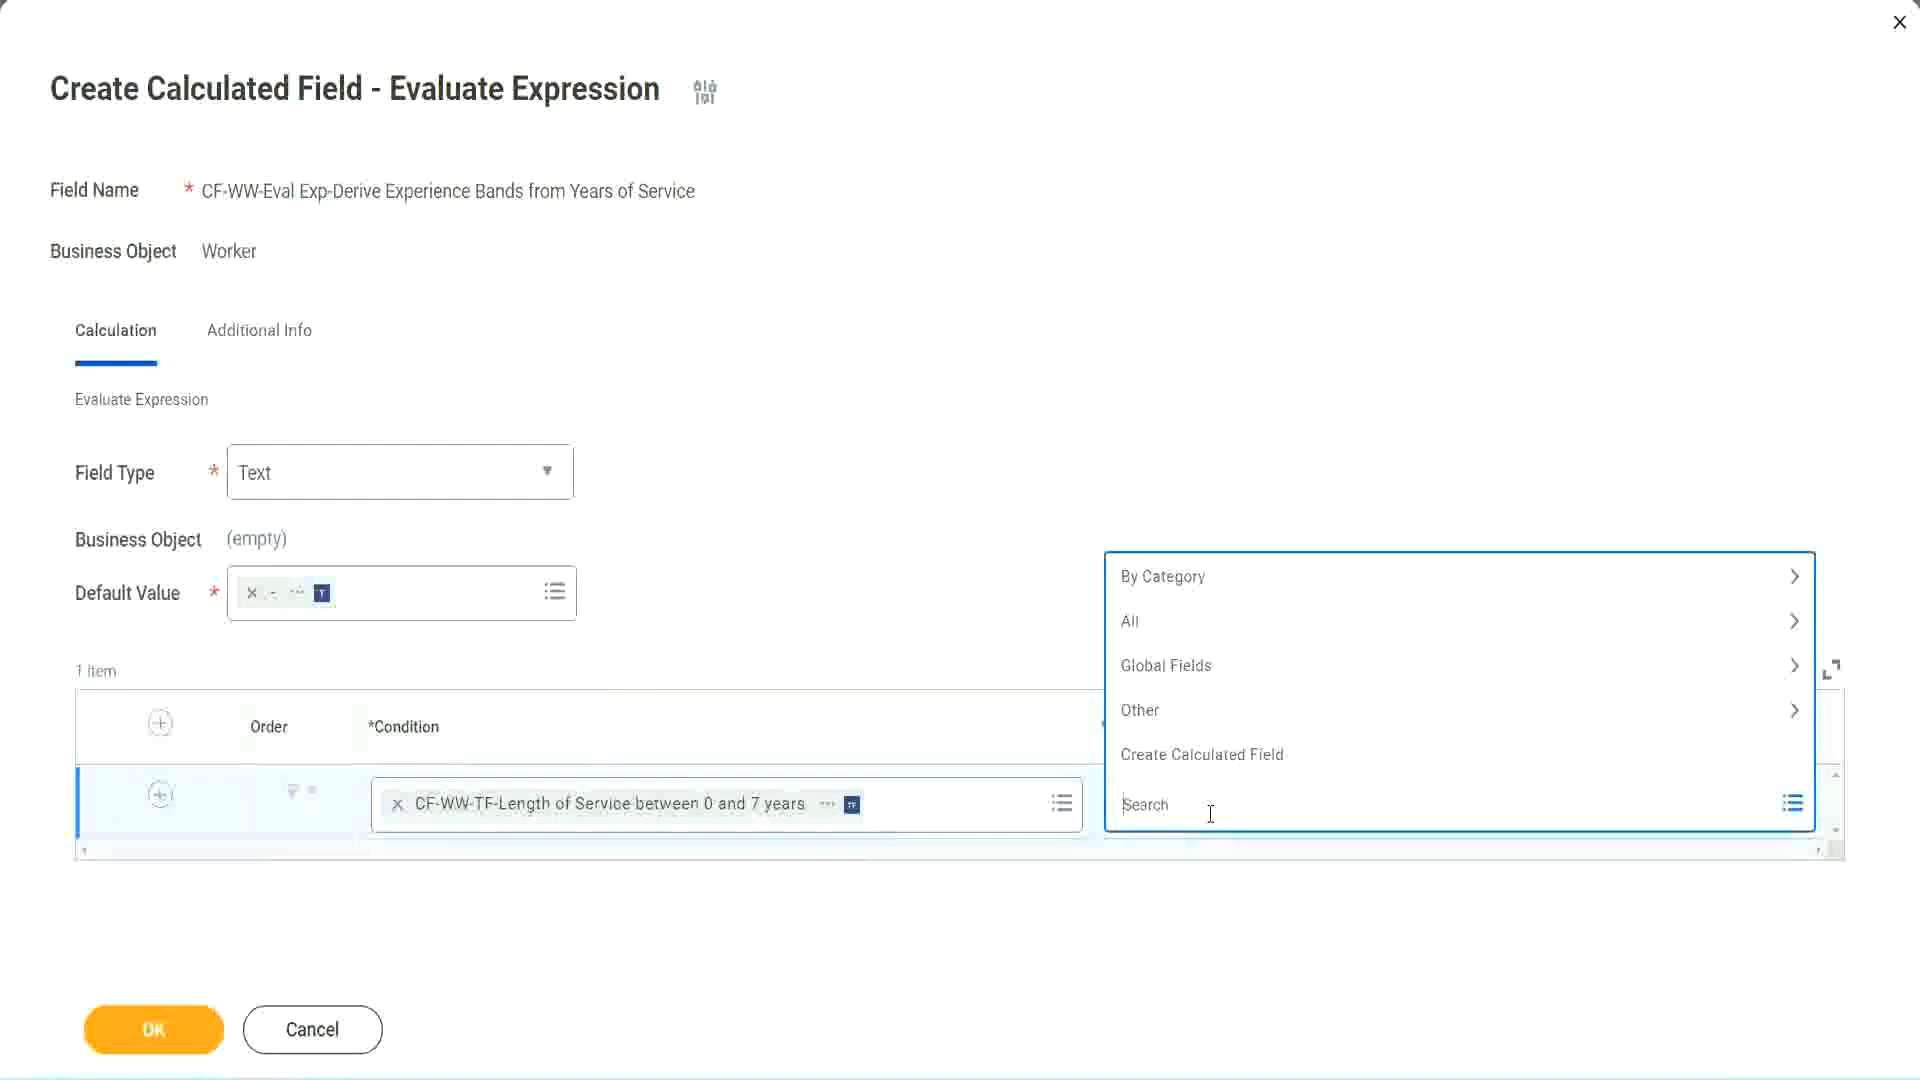 Create Calculated Field - Evaluate Expression
Field Name * CF-WW-Eval Exp-Derive Experience Bands from Years of Service
Business Object Worker
Calculation Additional Info
Evaluate Expression
Field Type * Text
Business Object (empty)
Default Value * × - ... T
1 item
Order *Condition
× CF-WW-TF-Length of Service between 0 and 7 years ... TF
By Category
All
Global Fields
Other
Create Calculated Field
Search
OK Cancel